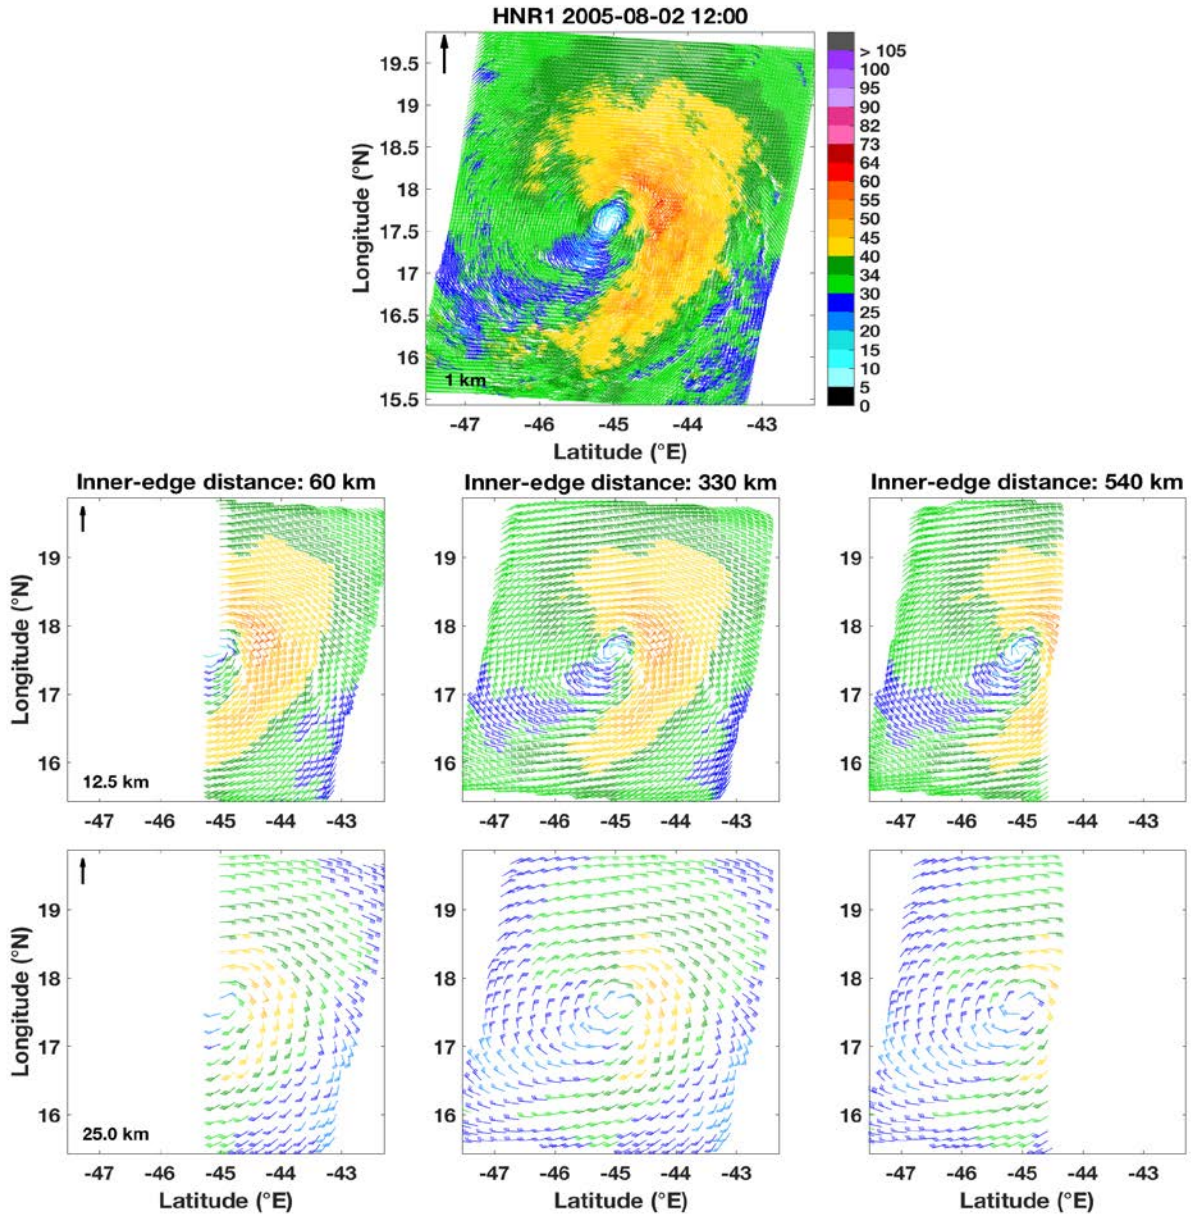 HNR1 2005-08-02 12:00
Longitude (°N)
19.5
19
18.5
18
17.5
17
16.5
16
15.5
1 km
-47 -46 -45 -44 -43
Latitude (°E)
> 105
100
95
90
82
73
64
60
55
50
45
40
34
30
25
20
15
10
5
0
Inner-edge distance: 60 km
Inner-edge distance: 330 km
Inner-edge distance: 540 km
Longitude (°N)
19
18
17
16
12.5 km
-47 -46 -45 -44 -43
19
18
17
16
-47 -46 -45 -44 -43
19
18
17
16
-47 -46 -45 -44 -43
Longitude (°N)
19
18
17
16
25.0 km
-47 -46 -45 -44 -43
Latitude (°E)
19
18
17
16
-47 -46 -45 -44 -43
Latitude (°E)
19
18
17
16
-47 -46 -45 -44 -43
Latitude (°E)